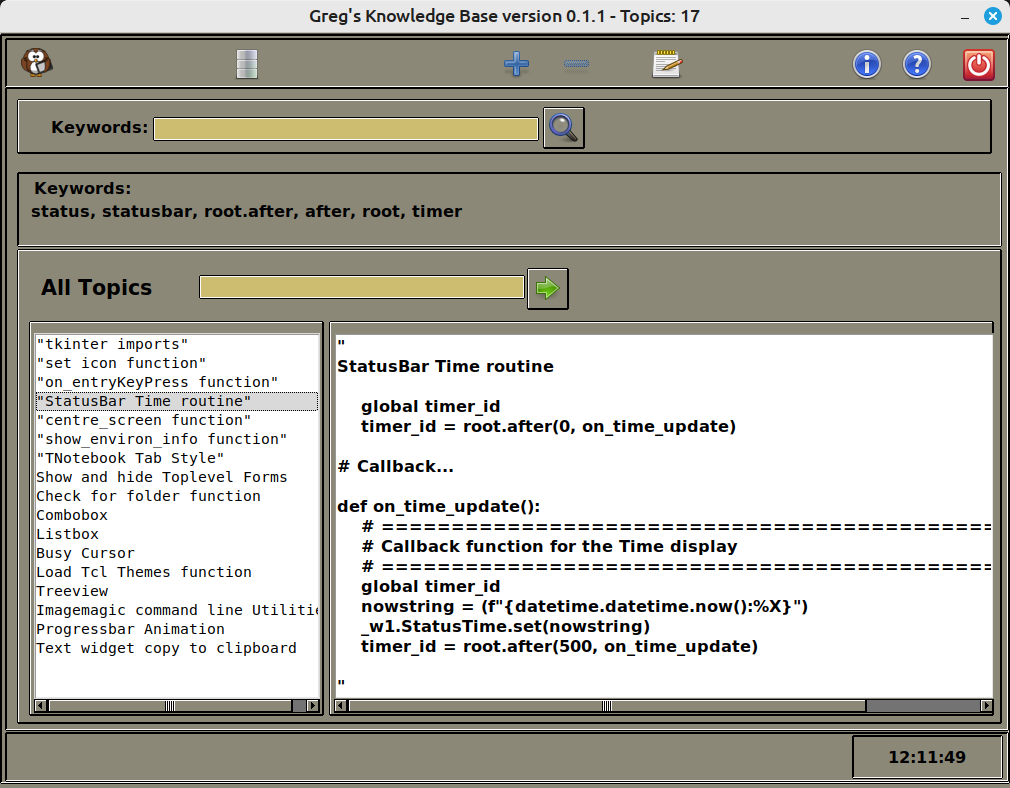 Greg's Knowledge Base version 0.1.1 - Topics: 17
Keywords:
Keywords:
status, statusbar, root.after, after, root, timer
All Topics
"tkinter imports"
"set icon function"
"on_entryKeyPress function"
"StatusBar Time routine"
"centre_screen function"
"show_environ_info function"
"TNotebook Tab Style"
Show and hide Toplevel Forms
Check for folder function
Combobox
Listbox
Busy Cursor
Load Tcl Themes function
Treeview
Imagemagic command line Utilitie
Progressbar Animation
Text widget copy to clipboard
"
StatusBar Time routine
global timer_id
timer_id = root.after(0, on_time_update)
# Callback...
def on_time_update():
# ============================================
# Callback function for the Time display
# ============================================
global timer_id
nowstring = (f"{datetime.datetime.now():%X}")
_w1.StatusTime.set(nowstring)
timer_id = root.after(500, on_time_update)
"
12:11:49